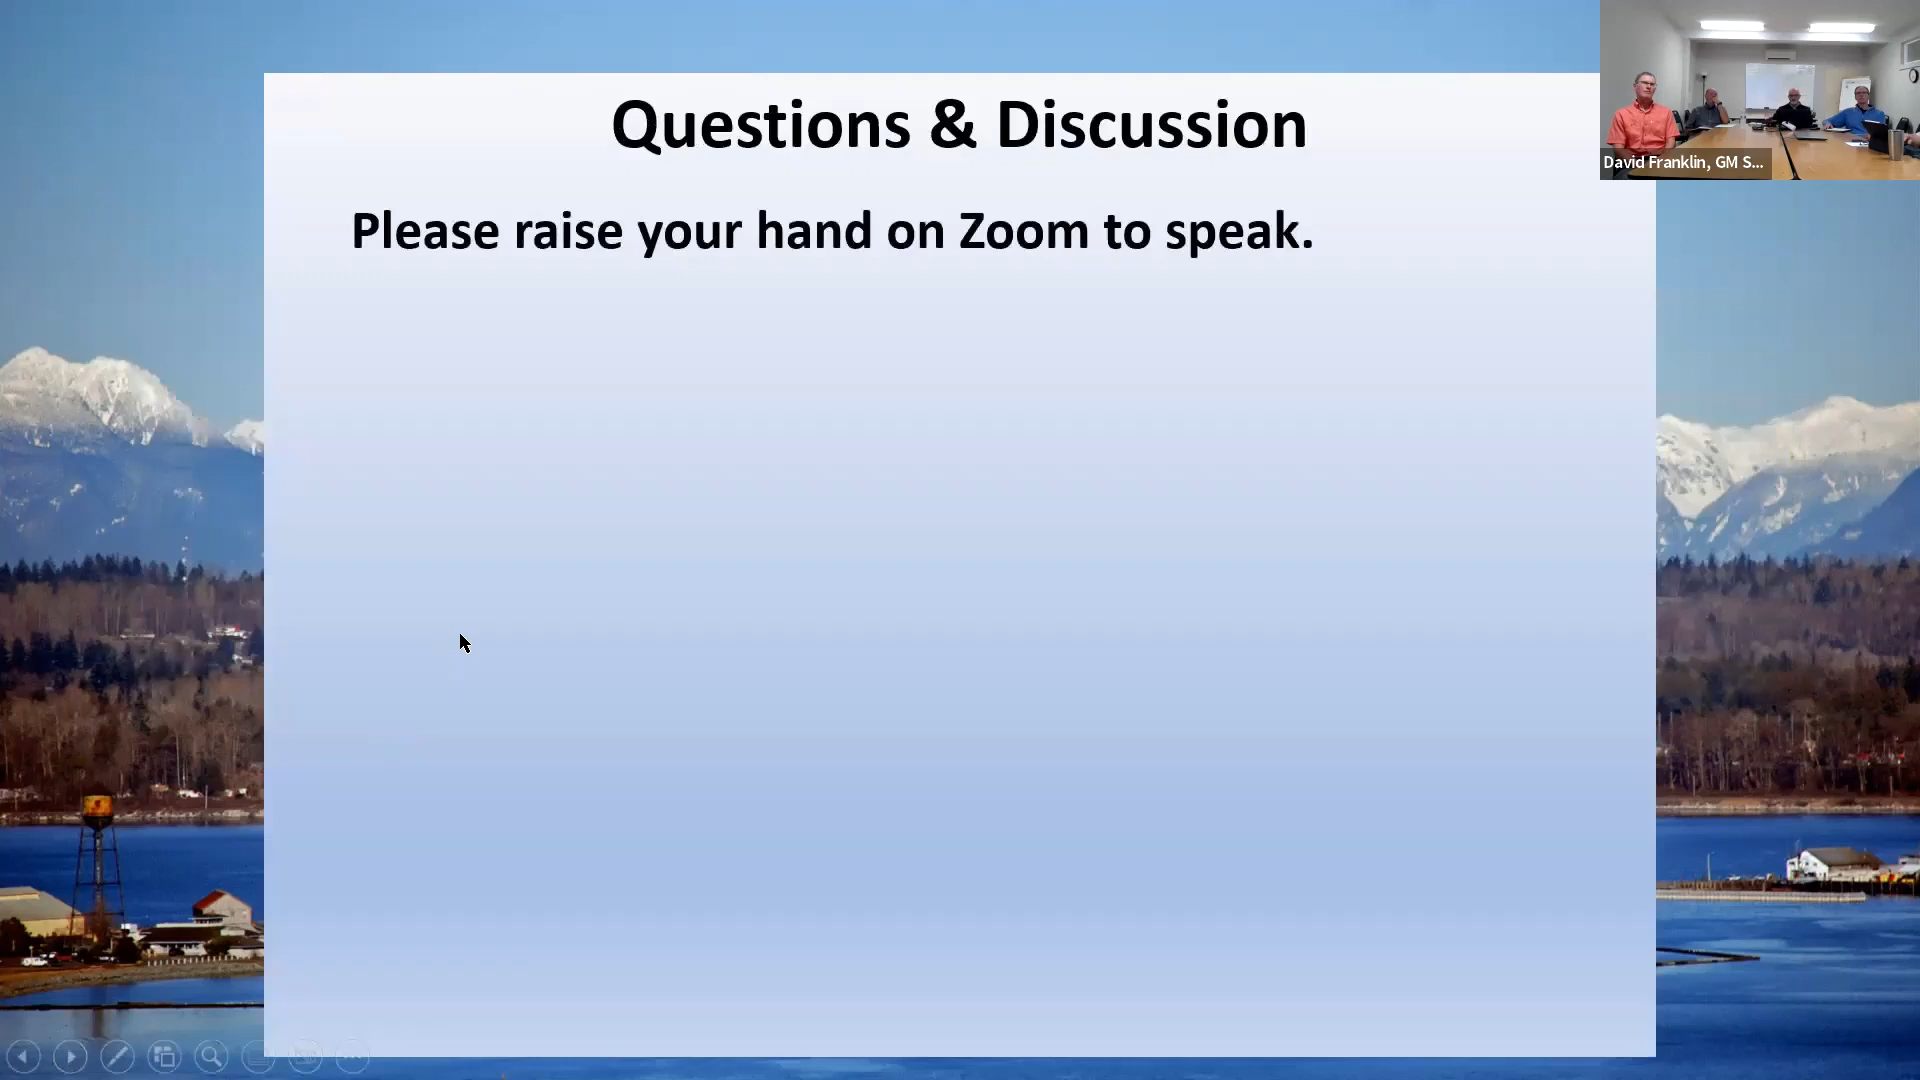 Questions & Discussion
Please raise your hand on Zoom to speak.
David Franklin, GM S...